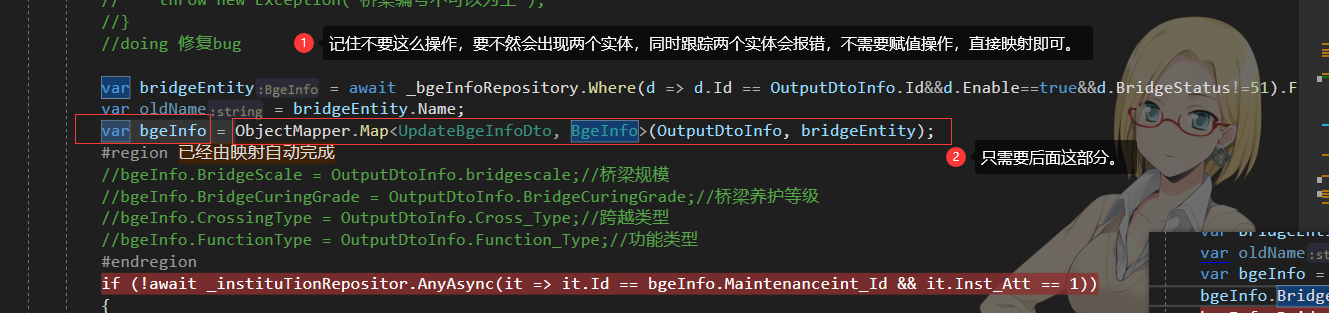 // throw new Exception("桥梁编号不可以为空");
//}
//doing 修复bug
1 记住不要这么操作，要不然会出现两个实体，同时跟踪两个实体会报错，不需要赋值操作，直接映射即可。
var bridgeEntity:BgeInfo = await _bgeInfoRepository.Where(d => d.Id == OutputDtoInfo.Id&&d.Enable==true&&d.BridgeStatus!=51).F
var oldName:string = bridgeEntity.Name;
var bgeInfo = ObjectMapper.Map<UpdateBgeInfoDto, BgeInfo>(OutputDtoInfo, bridgeEntity);
#region 已经由映射自动完成
2 只需要后面这部分。
//bgeInfo.BridgeScale = OutputDtoInfo.bridgescale;//桥梁规模
//bgeInfo.BridgeCuringGrade = OutputDtoInfo.BridgeCuringGrade;//桥梁养护等级
//bgeInfo.CrossingType = OutputDtoInfo.Cross_Type;//跨越类型
//bgeInfo.FunctionType = OutputDtoInfo.Function_Type;//功能类型
#endregion
if (!await _instituTionRepositor.AnyAsync(it => it.Id == bgeInfo.Maintenanceint_Id && it.Inst_Att == 1))
{
var oldName:st
var bgeInfo =
bgeInfo.Bridg